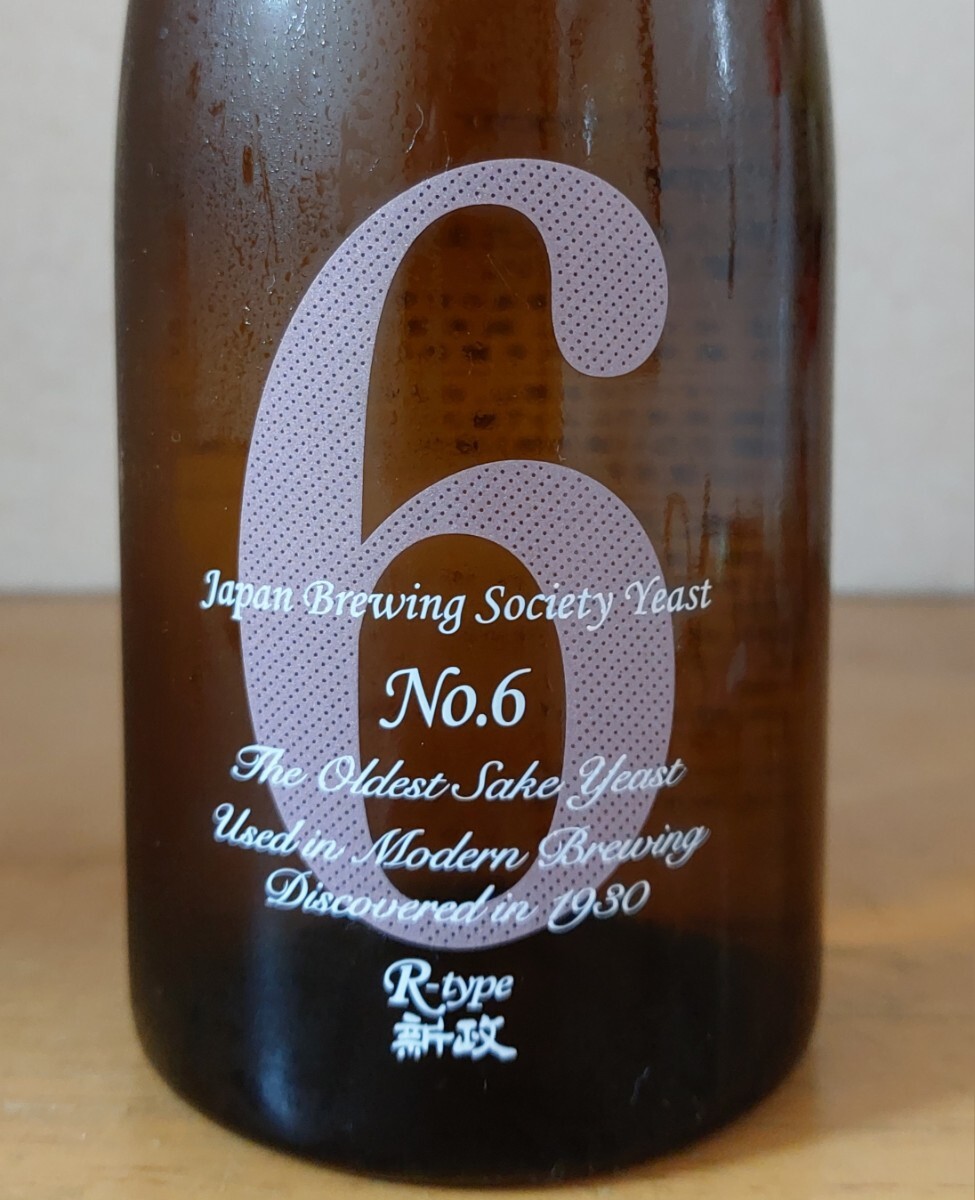 6
Japan Brewing Society Yeast
No.6
The Oldest Sake Yeast
Used in Modern Brewing
Discovered in 1930
R-type
新政